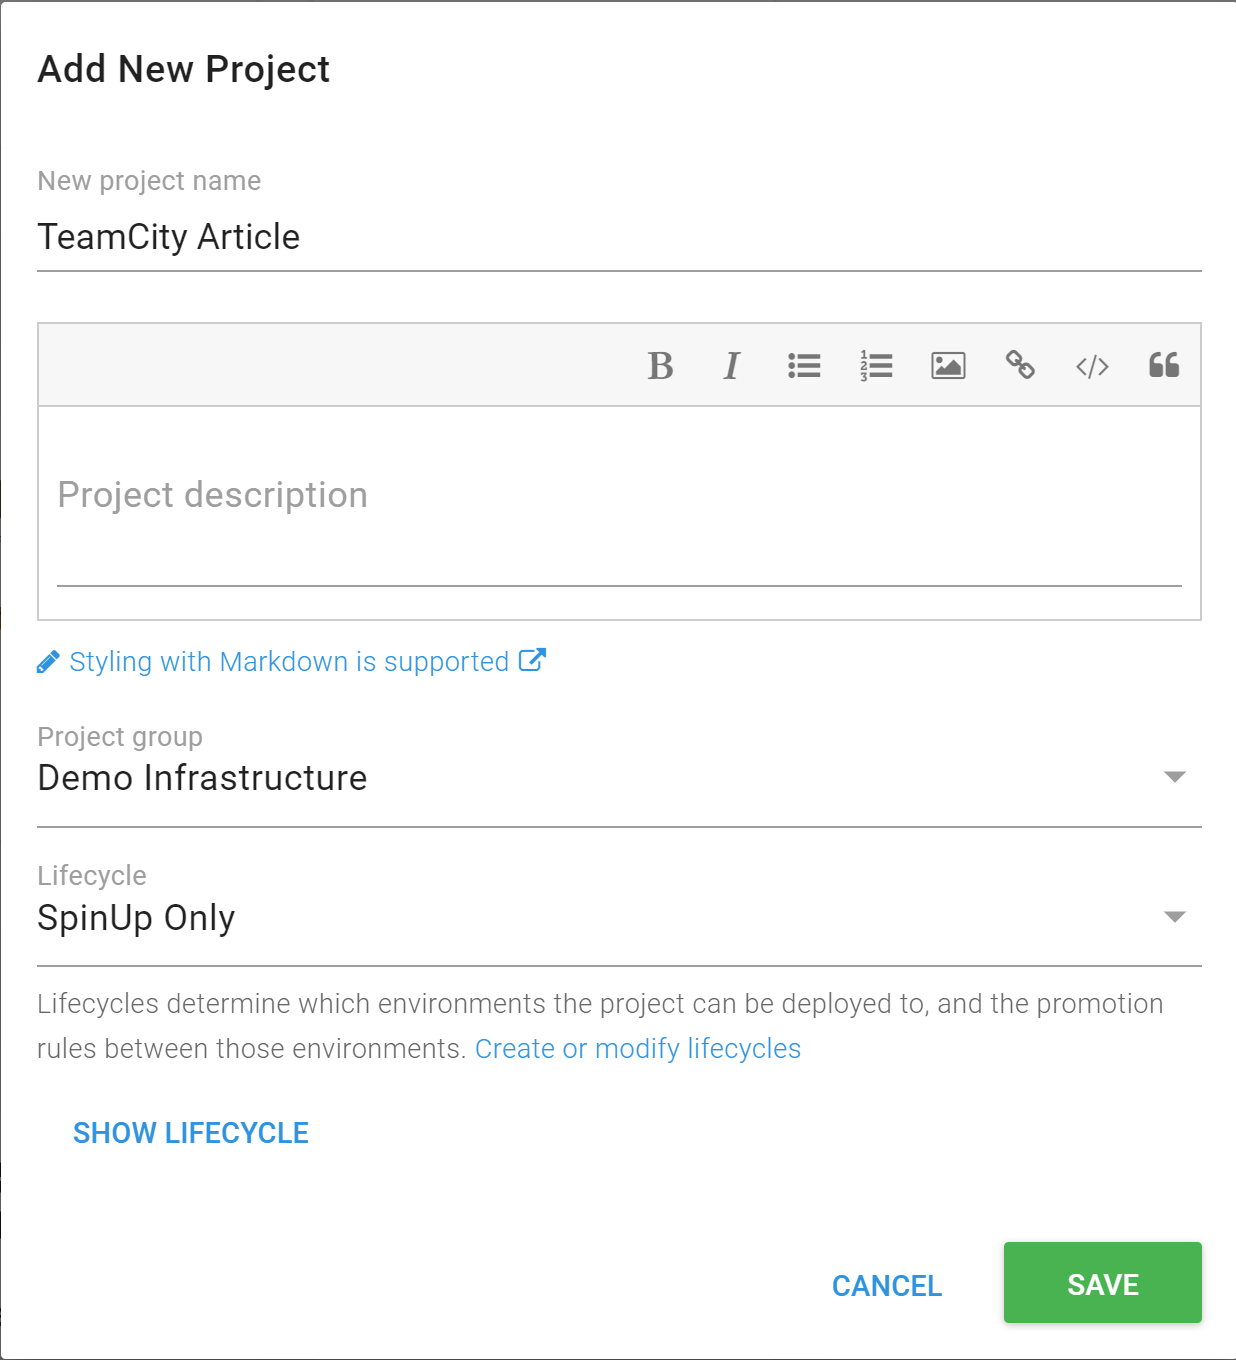 Add New Project
New project name
TeamCity Article
Project description
Styling with Markdown is supported
Project group
Demo Infrastructure
Lifecycle
SpinUp Only
Lifecycles determine which environments the project can be deployed to, and the promotion
rules between those environments. Create or modify lifecycles
SHOW LIFECYCLE
CANCEL
SAVE